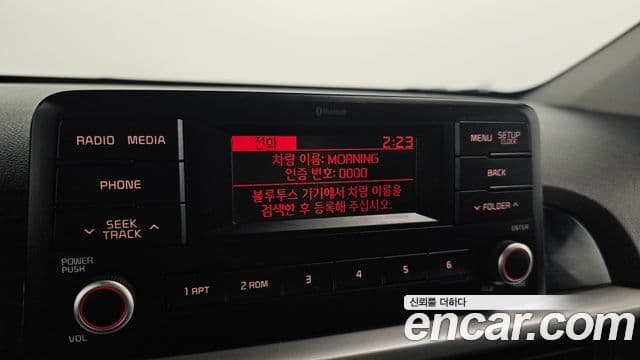 Bluetooth
RADIO MEDIA
PHONE
SEEK
TRACK
POWER
PUSH
VOL
전화 2:23
차량 이름: MORNING
인증 번호: 0000
블루투스 기기에서 차량 이름을
검색한 후 등록해 주십시오.
MENU SETUP
CLOCK
BACK
FOLDER
ENTER
1 RPT 2 RDM 3 4 5 6
신뢰를 더하다
encar.com